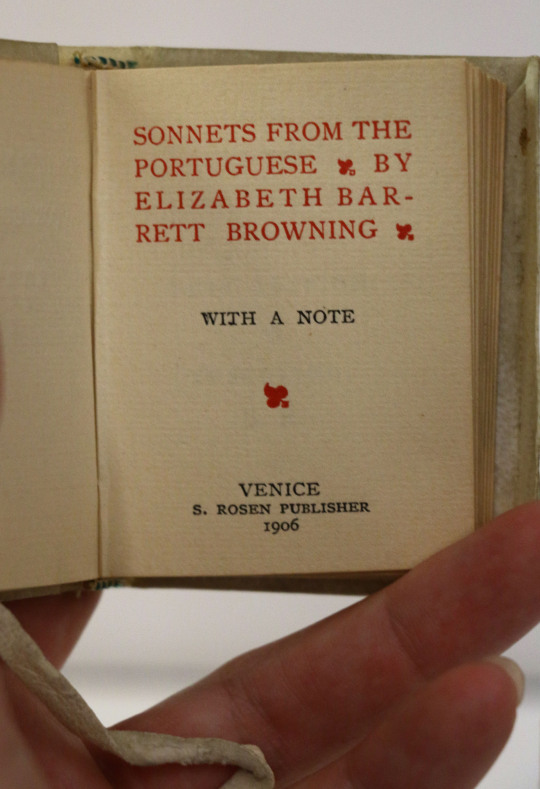 SONNETS FROM THE
PORTUGUESE ❦ BY
ELIZABETH BAR-
RETT BROWNING ❦
WITH A NOTE
❦
VENICE
S. ROSEN PUBLISHER
1906